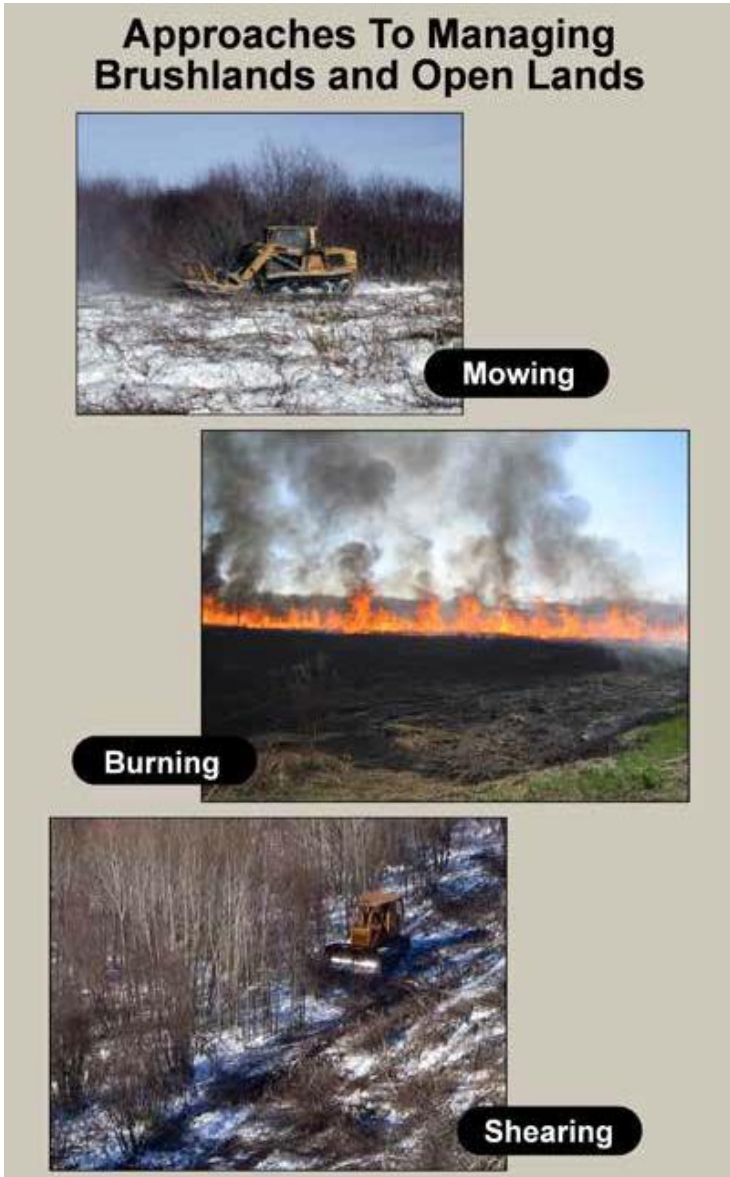 Approaches To Managing
Brushlands and Open Lands
Mowing
Burning
Shearing